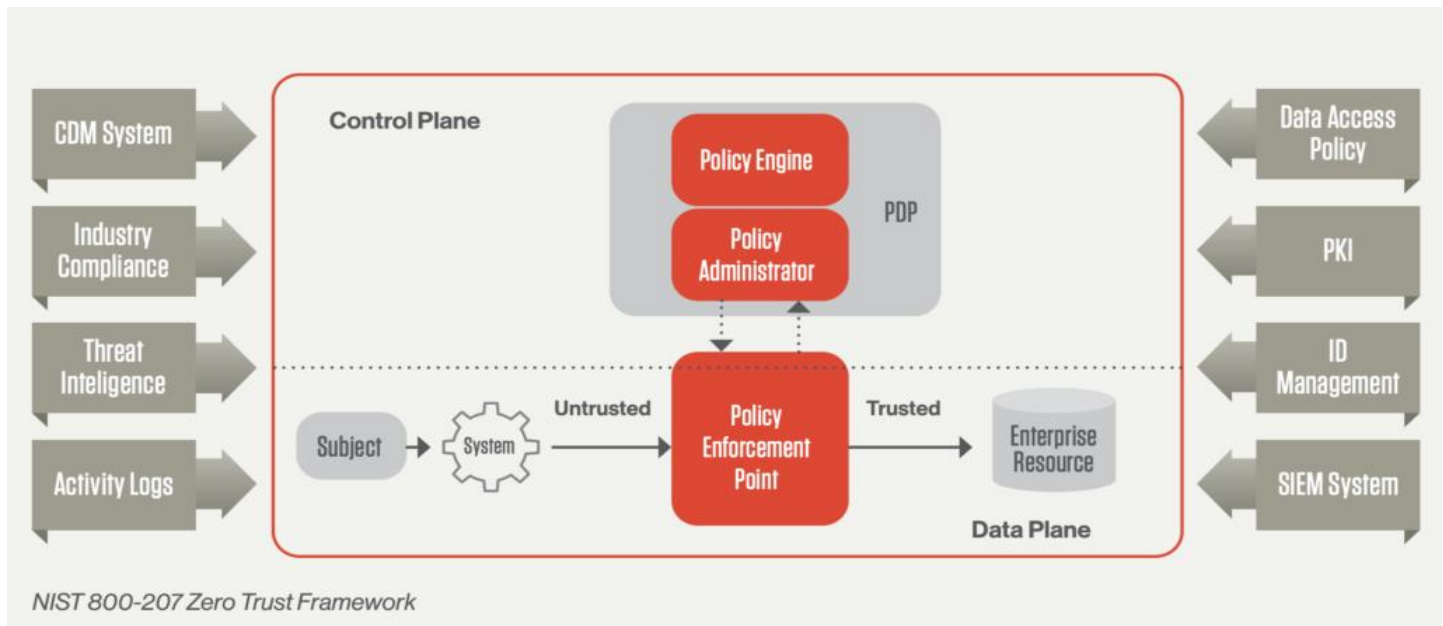 CDM System
Industry
Compliance
Threat
Inteligence
Activity Logs
Control Plane
Policy Engine
Policy
Administrator
PDP
Subject
System
Untrusted
Policy
Enforcement
Point
Trusted
Enterprise
Resource
Data Plane
Data Access
Policy
PKI
ID
Management
SIEM System
NIST 800-207 Zero Trust Framework